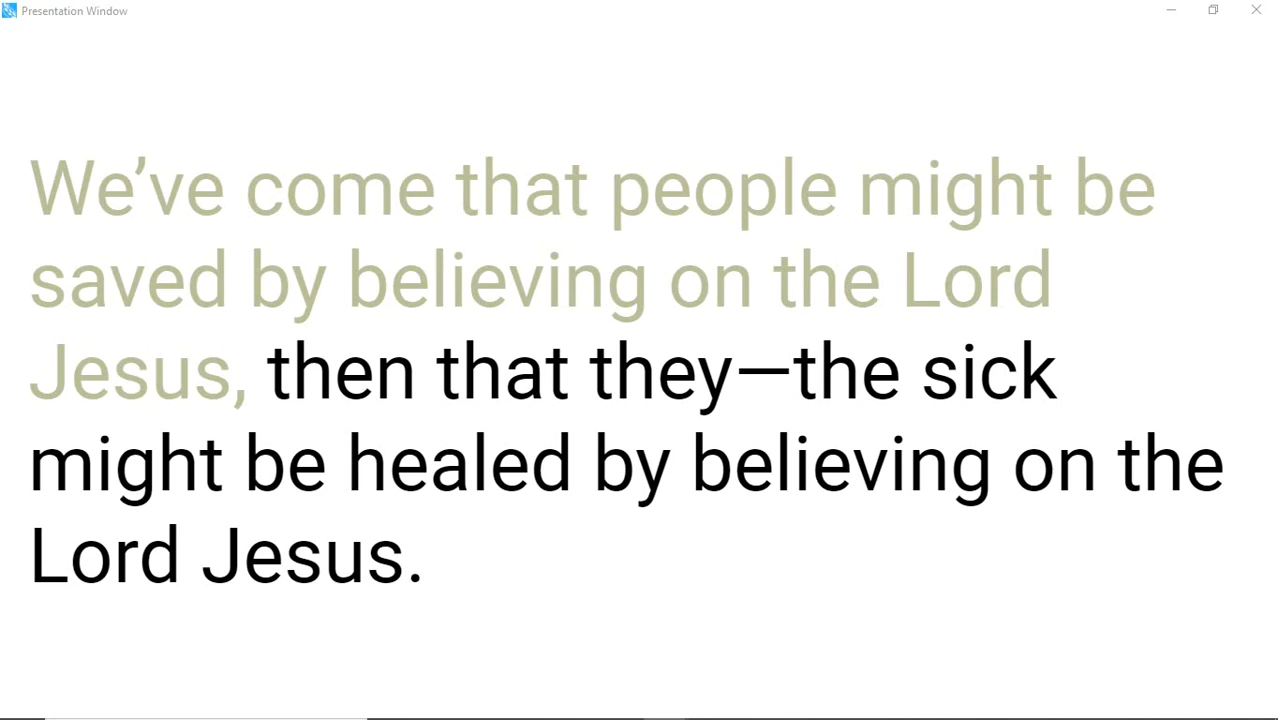 Presentation Window
We’ve come that people might be
saved by believing on the Lord
Jesus, then that they—the sick
might be healed by believing on the
Lord Jesus.